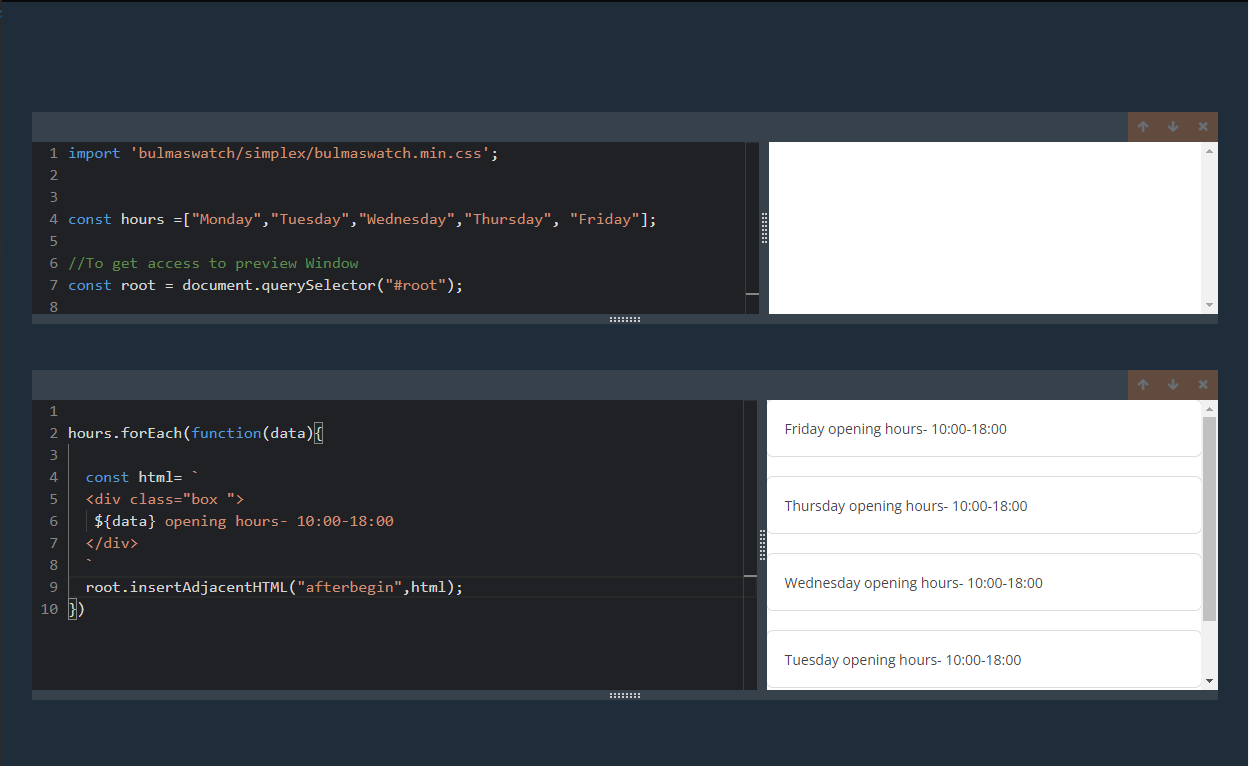 1 import 'bulmaswatch/simplex/bulmaswatch.min.css';
2
3
4 const hours =["Monday","Tuesday","Wednesday","Thursday", "Friday"];
5
6 //To get access to preview Window
7 const root = document.querySelector("#root");
8
1
2 hours.forEach(function(data){
3
4 const html= `
5 <div class="box ">
6 ${data} opening hours- 10:00-18:00
7 </div>
8 `
9 root.insertAdjacentHTML("afterbegin",html);
10 })
Friday opening hours- 10:00-18:00
Thursday opening hours- 10:00-18:00
Wednesday opening hours- 10:00-18:00
Tuesday opening hours- 10:00-18:00